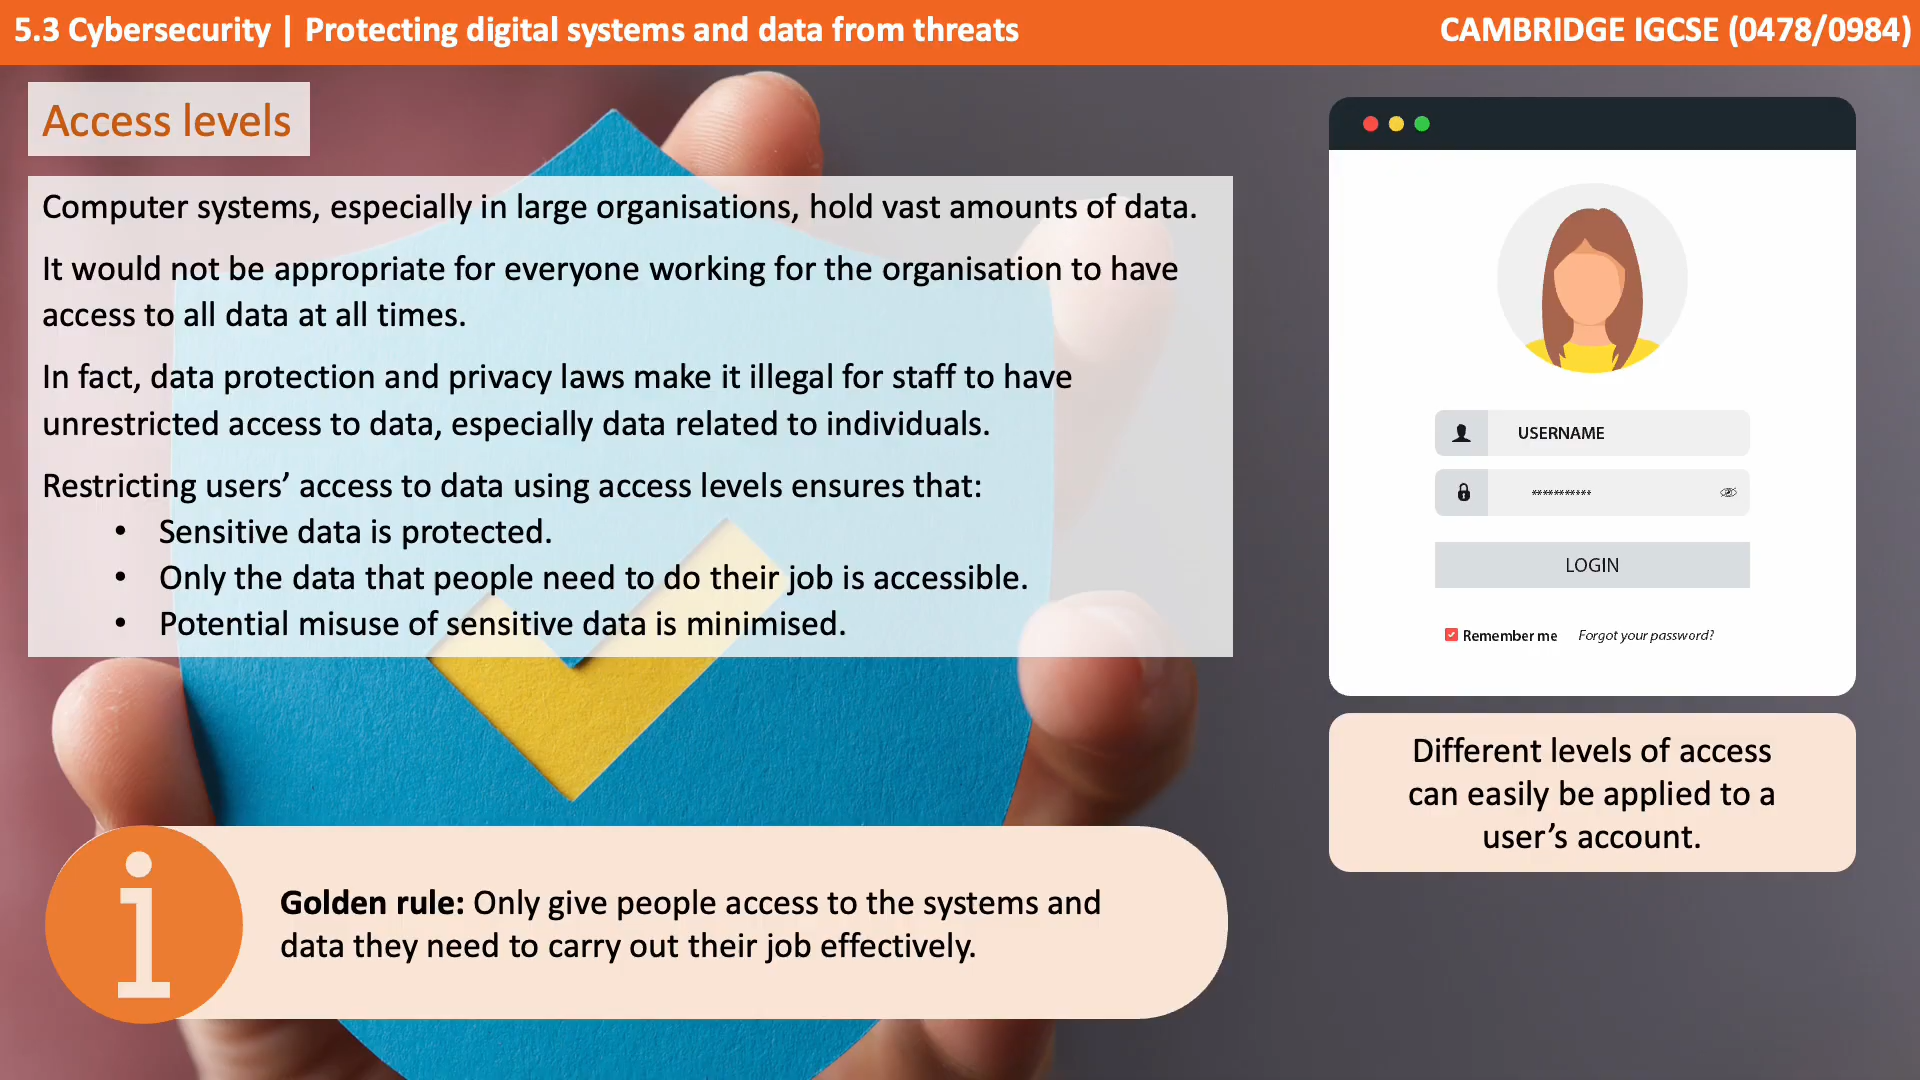 5.3 Cybersecurity | Protecting digital systems and data from threats
CAMBRIDGE IGCSE (0478/0984)
Access levels
Computer systems, especially in large organisations, hold vast amounts of data.
It would not be appropriate for everyone working for the organisation to have
access to all data at all times.
In fact, data protection and privacy laws make it illegal for staff to have
unrestricted access to data, especially data related to individuals.
Restricting users’ access to data using access levels ensures that:
• Sensitive data is protected.
• Only the data that people need to do their job is accessible.
• Potential misuse of sensitive data is minimised.
Golden rule: Only give people access to the systems and
data they need to carry out their job effectively.
USERNAME
***********
LOGIN
Remember me Forgot your password?
Different levels of access
can easily be applied to a
user’s account.